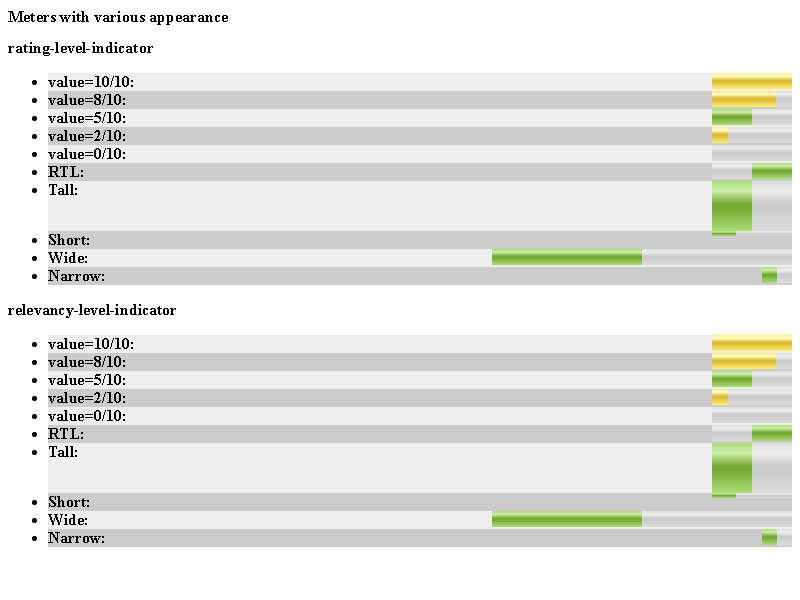 Meters with various appearance
rating-level-indicator
value=10/10:
value=8/10:
value=5/10:
value=2/10:
value=0/10:
RTL:
Tall:
Short:
Wide:
Narrow:
relevancy-level-indicator
value=10/10:
value=8/10:
value=5/10:
value=2/10:
value=0/10:
RTL:
Tall:
Short:
Wide:
Narrow: